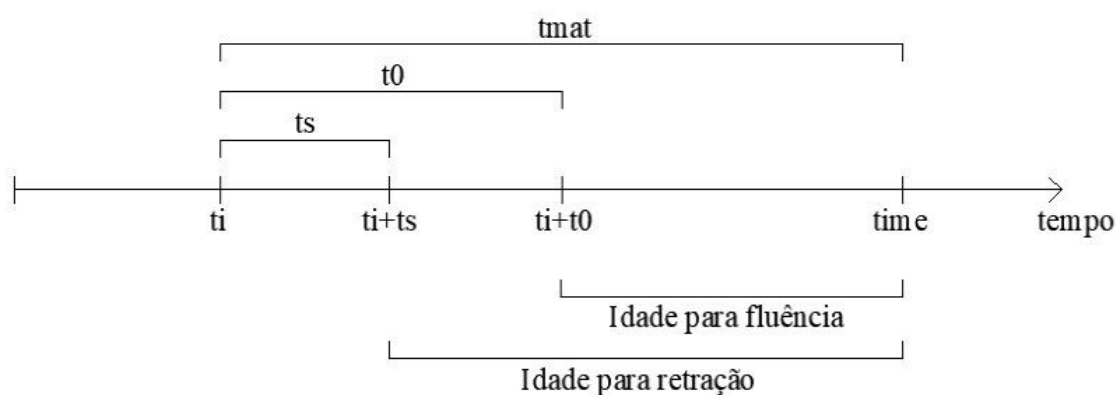 tmat
t0
ts
ti ti+ts ti+t0 time tempo
Idade para fluência
Idade para retração